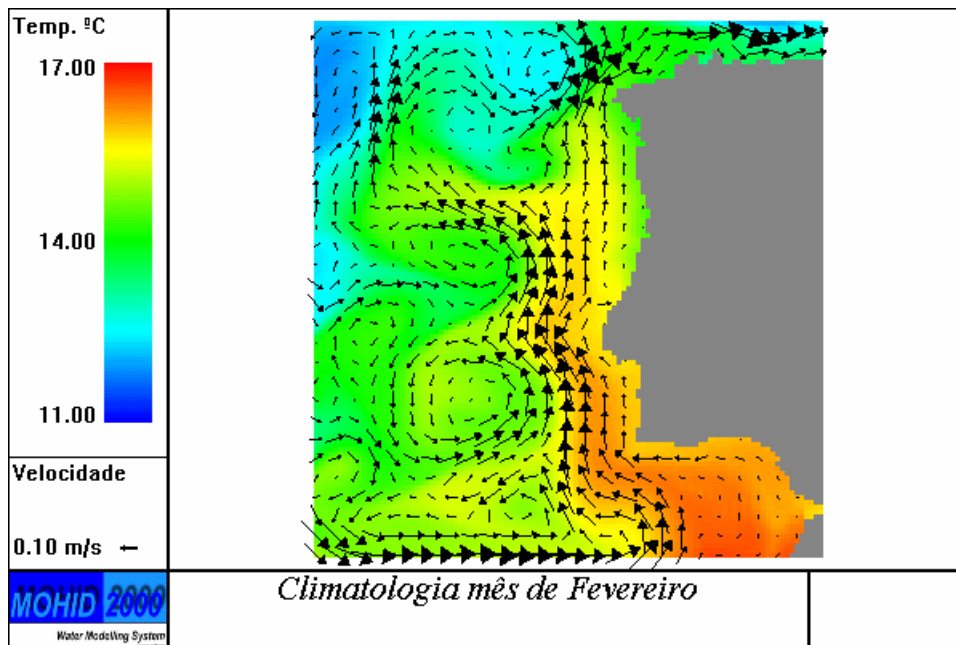 Temp. ºC
17.00
14.00
11.00
Velocidade
0.10 m/s
MOHID 2000
Water Modelling System
Climatologia mês de Fevereiro